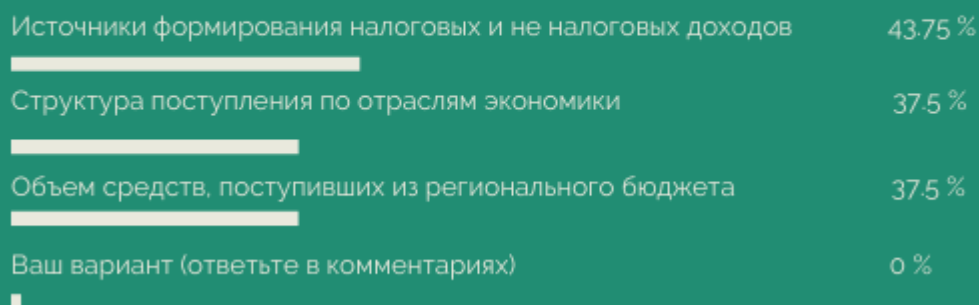 Источники формирования налоговых и не налоговых доходов 43.75 %
Структура поступления по отраслям экономики 37.5 %
Объем средств, поступивших из регионального бюджета 37.5 %
Ваш вариант (ответьте в комментариях) 0 %